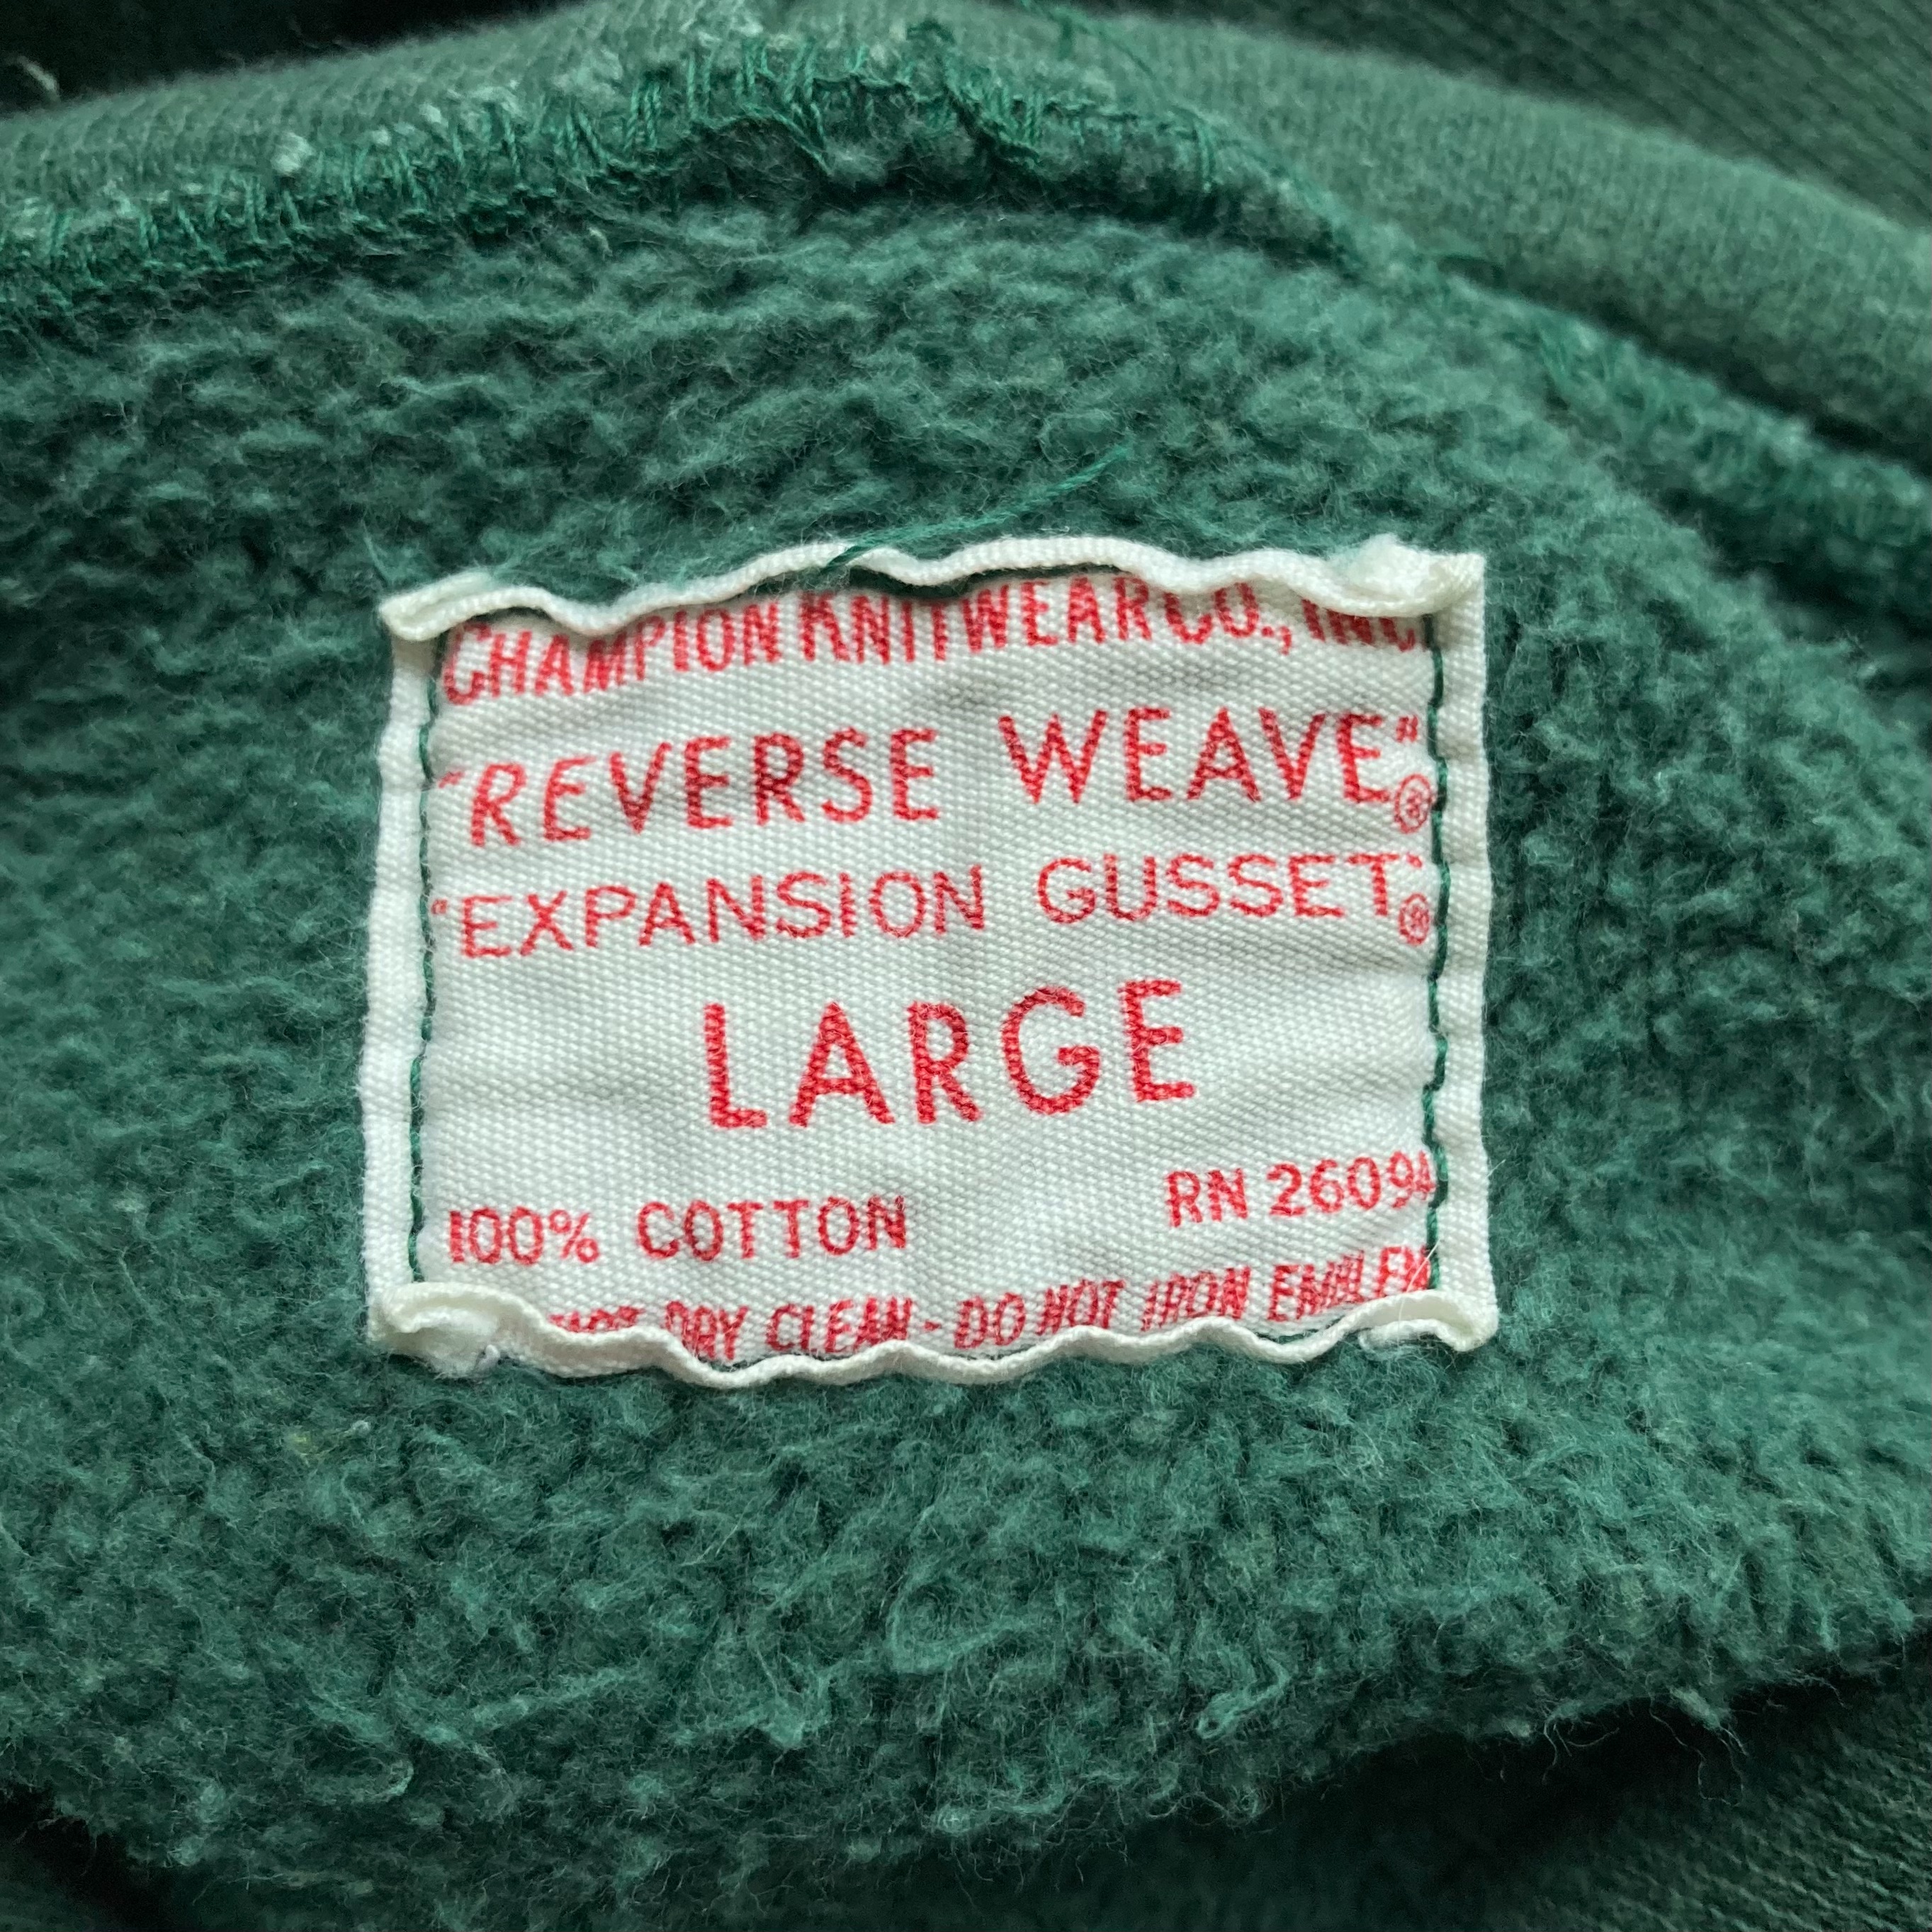 CHAMPION KNITWEAR CO., INC.
"REVERSE WEAVE"®
"EXPANSION GUSSET"®
LARGE
100% COTTON RN 26094
NOT DRY CLEAN - DO NOT IRON EMBLEM